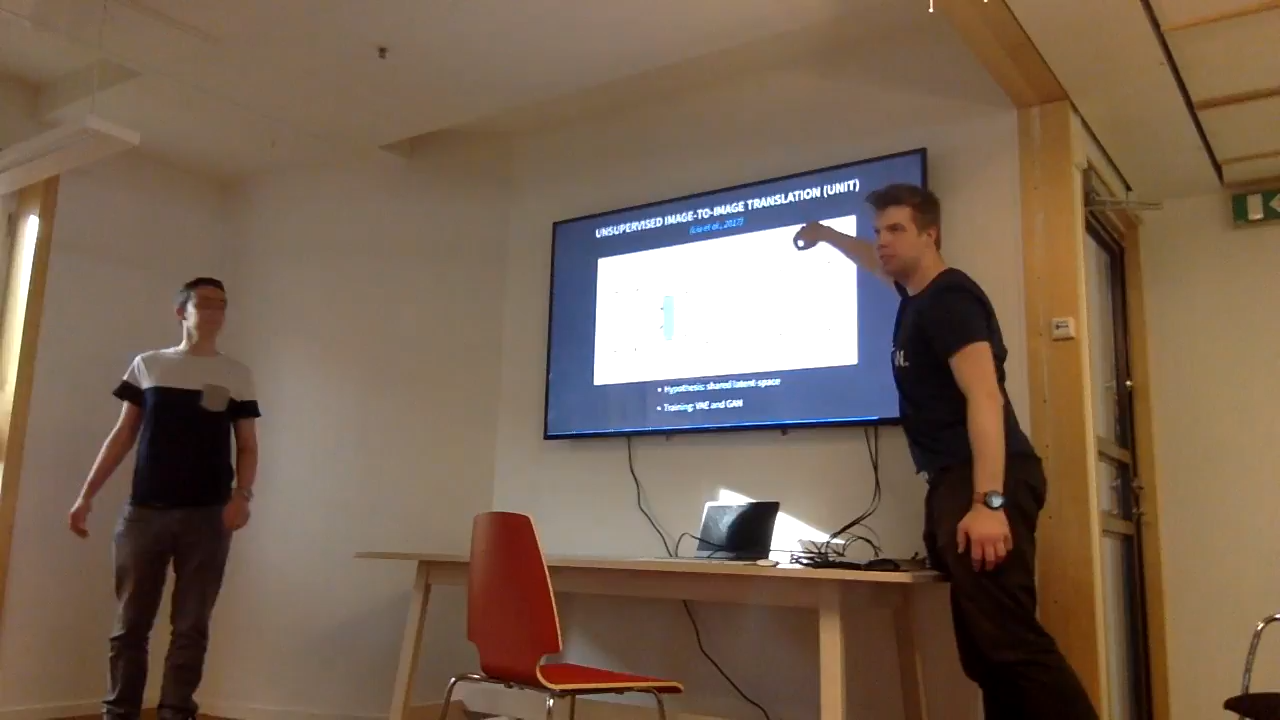 UNSUPERVISED IMAGE-TO-IMAGE TRANSLATION (UNIT)
(Liu et al., 2017)
Hypothesis: shared latent-space
Training: VAE and GAN